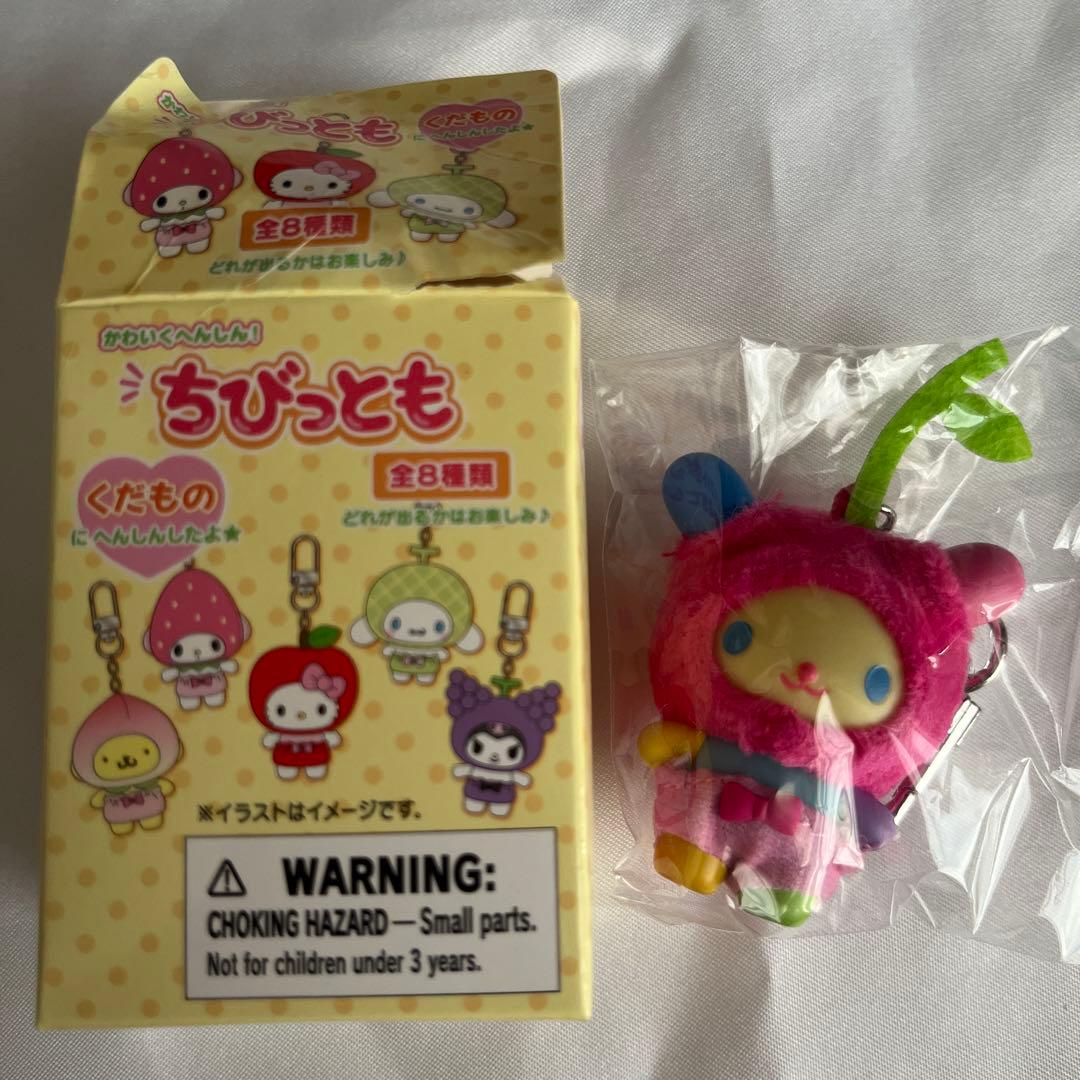 かわ
びっとも
くだもの
にへんしんしたよ★
全8種類
どれが出るかはお楽しみ♪
かわいくへんしん!
ちびっとも
くだもの
にへんしんしたよ★
全8種類
どれが出るかはお楽しみ♪
※イラストはイメージです。
WARNING:
CHOKING HAZARD — Small parts.
Not for children under 3 years.